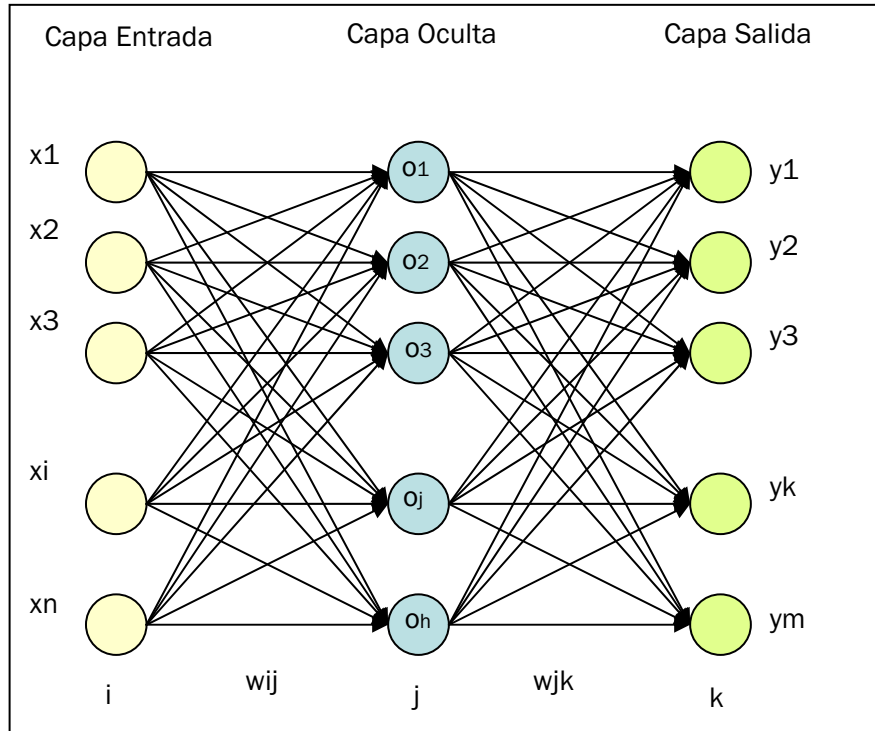 Capa Entrada Capa Oculta Capa Salida
x1 o1 y1
x2 o2 y2
x3 o3 y3
xi oj yk
xn oh ym
wij wjk
i j k